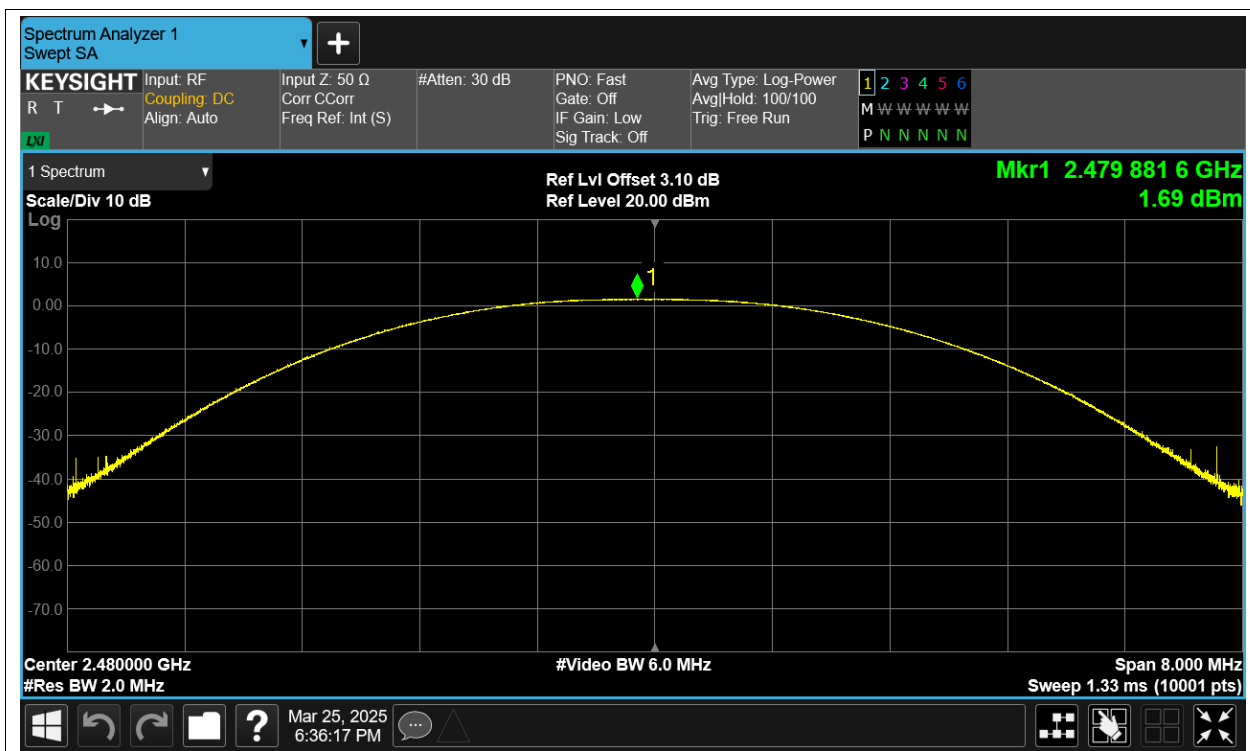 Spectrum Analyzer 1
Swept SA
KEYSIGHT
R T
LXI
Input: RF
Coupling: DC
Align: Auto
Input Z: 50 Ω
Corr CCorr
Freq Ref: Int (S)
#Atten: 30 dB
PNO: Fast
Gate: Off
IF Gain: Low
Sig Track: Off
Avg Type: Log-Power
Avg|Hold: 100/100
Trig: Free Run
1 2 3 4 5 6
M W W W W W W
P N N N N N
1 Spectrum
Scale/Div 10 dB
Log
Ref Lvl Offset 3.10 dB
Ref Level 20.00 dBm
Mkr1 2.479 881 6 GHz
1.69 dBm
1
10.0
0.00
-10.0
-20.0
-30.0
-40.0
-50.0
-60.0
-70.0
Center 2.480000 GHz
#Res BW 2.0 MHz
#Video BW 6.0 MHz
Span 8.000 MHz
Sweep 1.33 ms (10001 pts)
?
Mar 25, 2025
6:36:17 PM